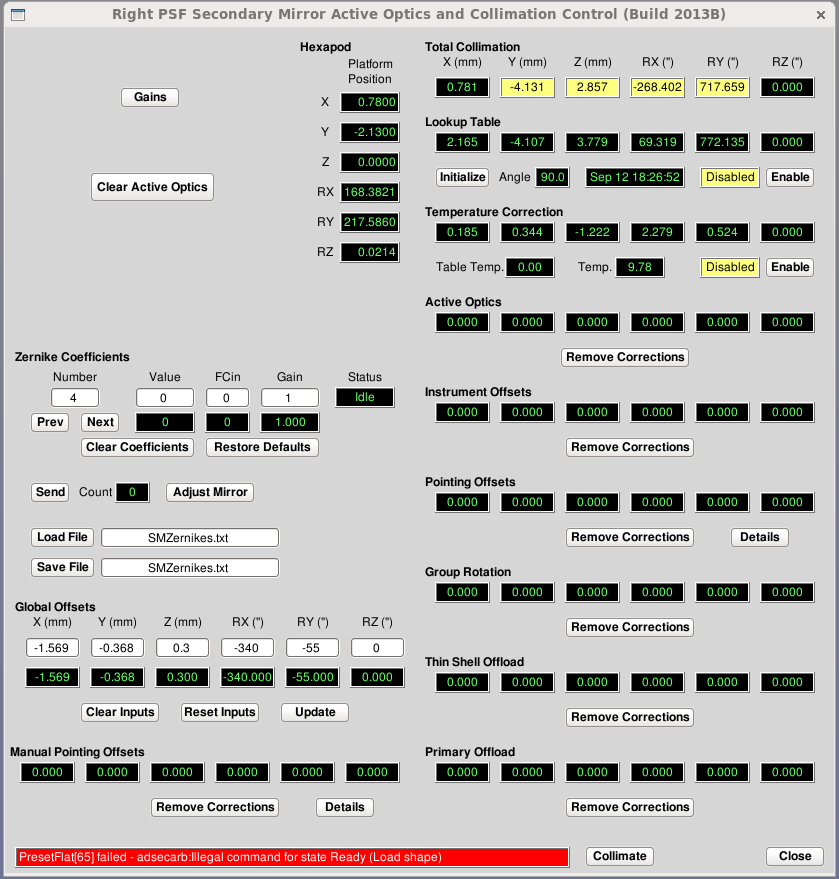 Right PSF Secondary Mirror Active Optics and Collimation Control (Build 2013B)
Hexapod
Platform
Position
X 0.7800
Y -2.1300
Z 0.0000
RX 168.3821
RY 217.5860
RZ 0.0214
Gains
Clear Active Optics
Total Collimation
X (mm) Y (mm) Z (mm) RX (") RY (") RZ (")
0.781 -4.131 2.857 -268.402 717.659 0.000
Lookup Table
2.165 -4.107 3.779 69.319 772.135 0.000
Initialize Angle 90.0 Sep 12 18:26:52 Disabled Enable
Temperature Correction
0.185 0.344 -1.222 2.279 0.524 0.000
Table Temp. 0.00 Temp. 9.78 Disabled Enable
Active Optics
0.000 0.000 0.000 0.000 0.000 0.000
Remove Corrections
Instrument Offsets
0.000 0.000 0.000 0.000 0.000 0.000
Remove Corrections
Pointing Offsets
0.000 0.000 0.000 0.000 0.000 0.000
Remove Corrections Details
Group Rotation
0.000 0.000 0.000 0.000 0.000 0.000
Remove Corrections
Thin Shell Offload
0.000 0.000 0.000 0.000 0.000 0.000
Remove Corrections
Primary Offload
0.000 0.000 0.000 0.000 0.000 0.000
Remove Corrections
Zernike Coefficients
Number Value FCin Gain Status
4 0 0 1 Idle
Prev Next 0 0 1.000
Clear Coefficients Restore Defaults
Send Count 0 Adjust Mirror
Load File SMZernikes.txt
Save File SMZernikes.txt
Global Offsets
X (mm) Y (mm) Z (mm) RX (") RY (") RZ (")
-1.569 -0.368 0.3 -340 -55 0
-1.569 -0.368 0.300 -340.000 -55.000 0.000
Clear Inputs Reset Inputs Update
Manual Pointing Offsets
0.000 0.000 0.000 0.000 0.000 0.000
Remove Corrections Details
PresetFlat[65] failed - adsecarb:Illegal command for state Ready (Load shape)
Collimate Close